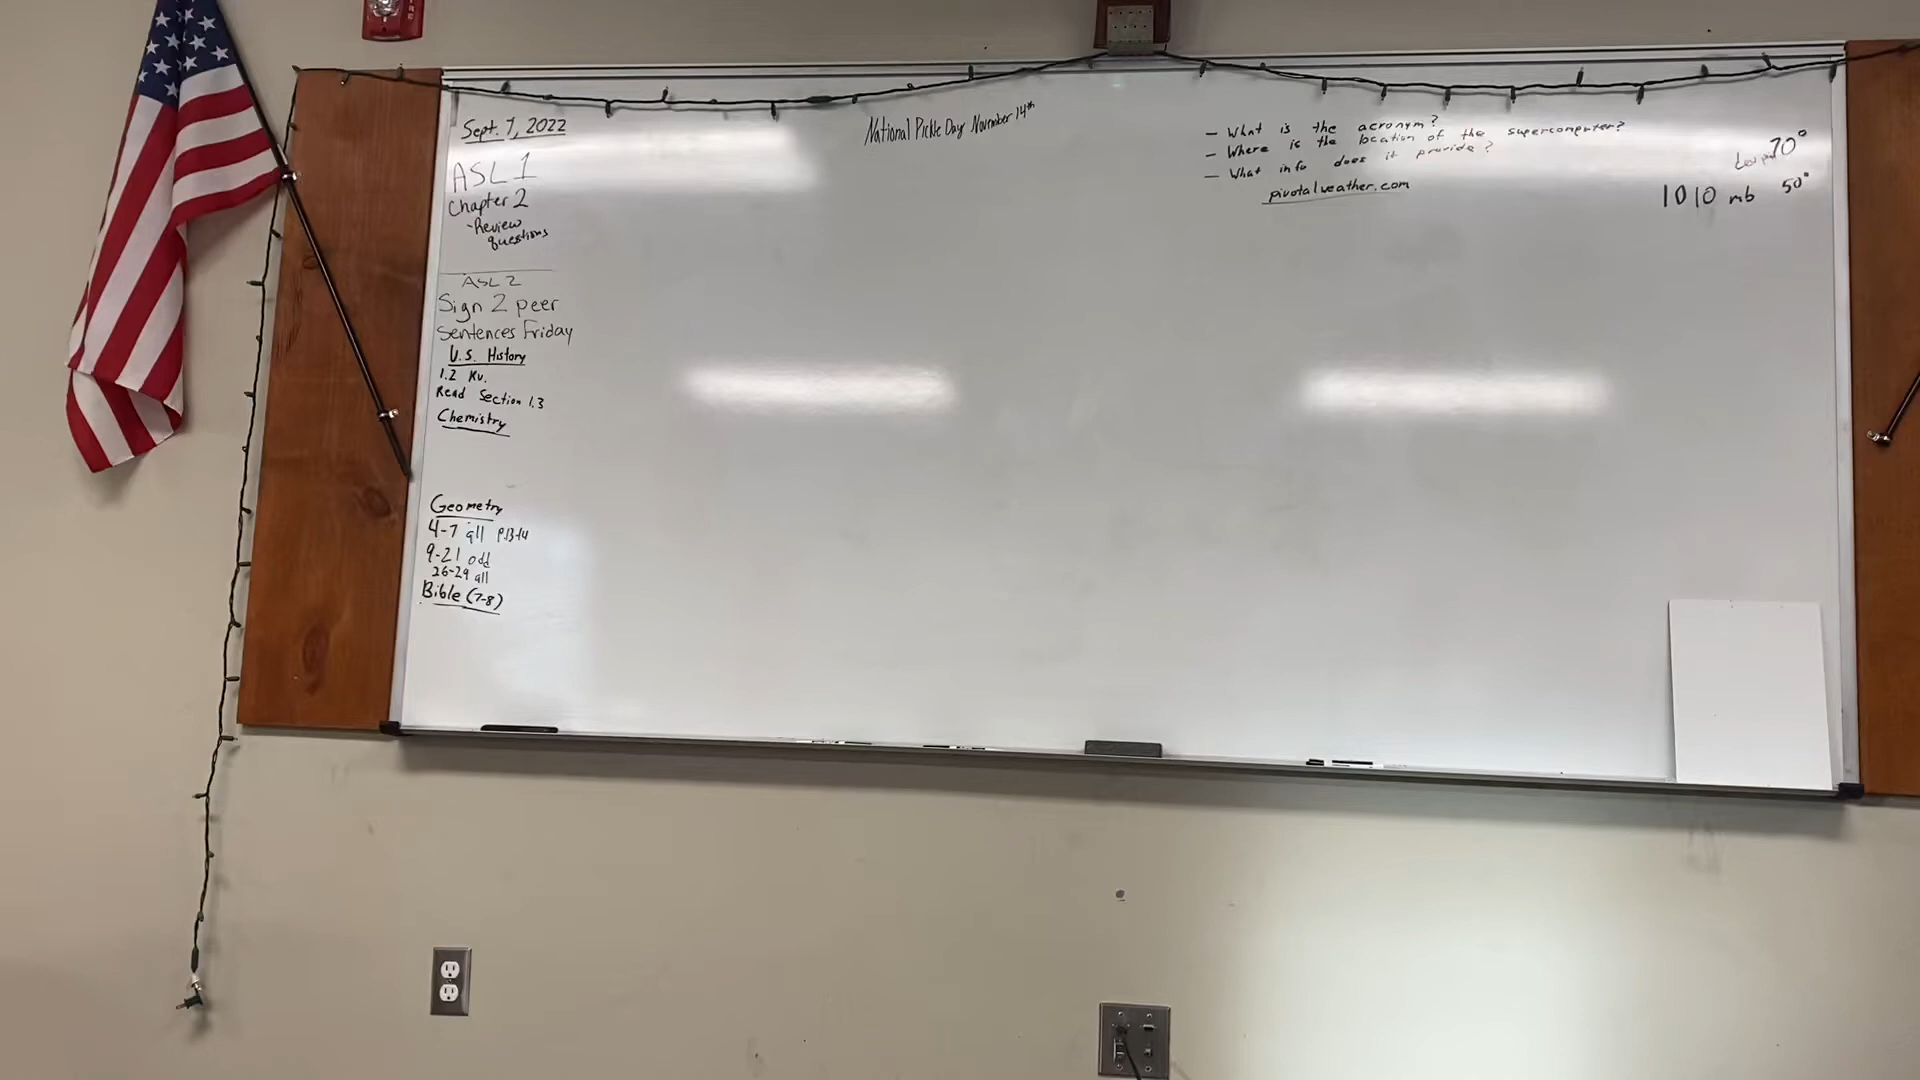 Sept. 7, 2022
ASL 1
Chapter 2
- Review
questions
ASL 2
Sign 2 peer
Sentences Friday
U.S. History
1.2 Rv.
Read Section 1.3
Chemistry
Geometry
4-7 all p.13-14
9-21 odd
26-29 all
Bible (7-8)
National Pickle Day November 14th
- What is the acronym?
- Where is the location of the supercomputer?
- What info does it provide?
pivotalweather.com
70°
1010 mb 50°